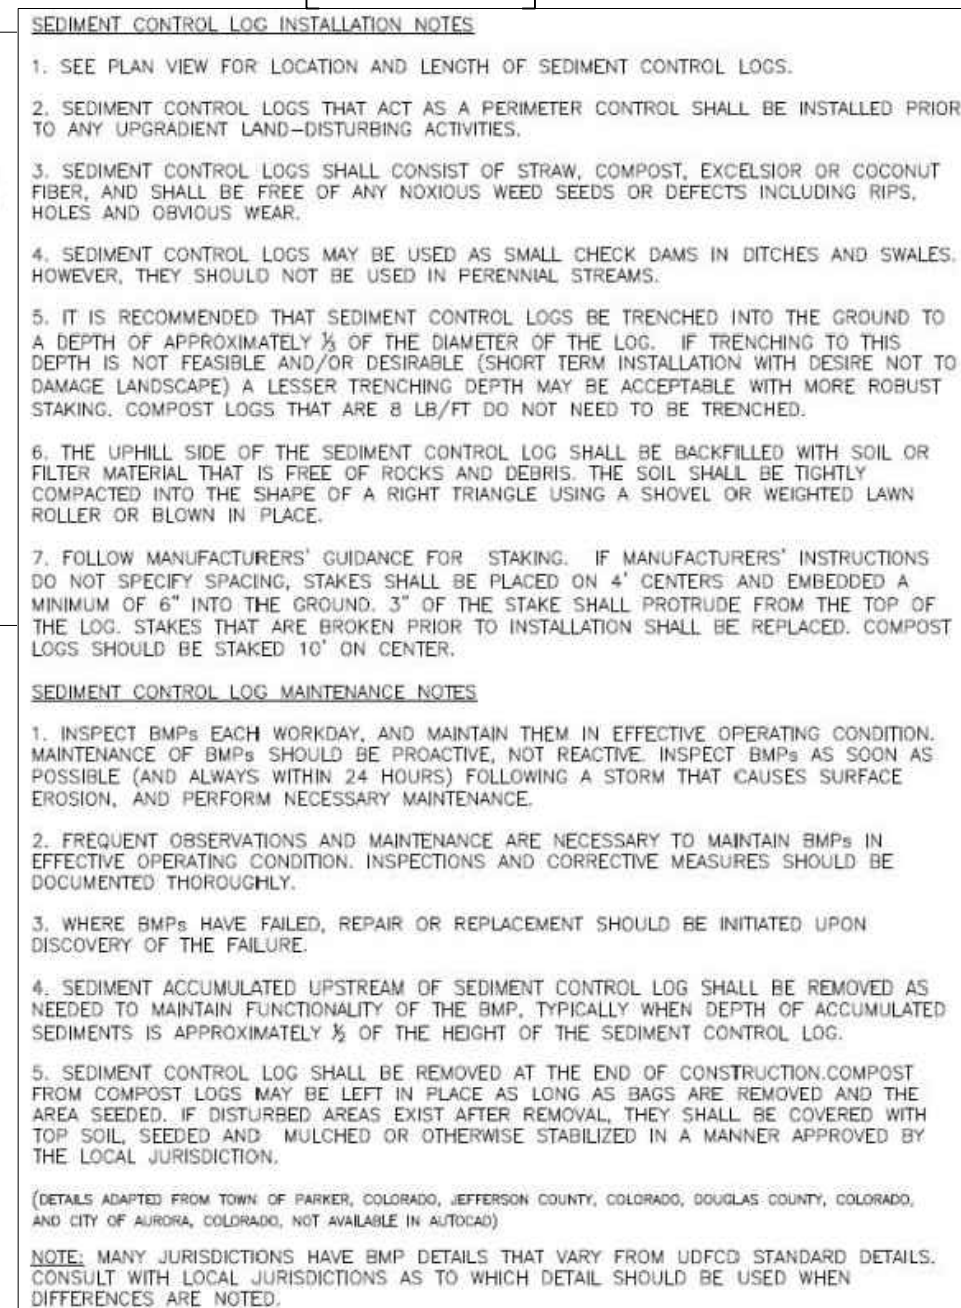 SEDIMENT CONTROL LOG INSTALLATION NOTES
1. SEE PLAN VIEW FOR LOCATION AND LENGTH OF SEDIMENT CONTROL LOGS.
2. SEDIMENT CONTROL LOGS THAT ACT AS A PERIMETER CONTROL SHALL BE INSTALLED PRIOR
TO ANY UPGRADIENT LAND-DISTURBING ACTIVITIES.
3. SEDIMENT CONTROL LOGS SHALL CONSIST OF STRAW, COMPOST, EXCELSIOR OR COCONUT
FIBER, AND SHALL BE FREE OF ANY NOXIOUS WEED SEEDS OR DEFECTS INCLUDING RIPS,
HOLES AND OBVIOUS WEAR.
4. SEDIMENT CONTROL LOGS MAY BE USED AS SMALL CHECK DAMS IN DITCHES AND SWALES.
HOWEVER, THEY SHOULD NOT BE USED IN PERENNIAL STREAMS.
5. IT IS RECOMMENDED THAT SEDIMENT CONTROL LOGS BE TRENCHED INTO THE GROUND TO
A DEPTH OF APPROXIMATELY ⅓ OF THE DIAMETER OF THE LOG. IF TRENCHING TO THIS
DEPTH IS NOT FEASIBLE AND/OR DESIRABLE (SHORT TERM INSTALLATION WITH DESIRE NOT TO
DAMAGE LANDSCAPE) A LESSER TRENCHING DEPTH MAY BE ACCEPTABLE WITH MORE ROBUST
STAKING. COMPOST LOGS THAT ARE 8 LB/FT DO NOT NEED TO BE TRENCHED.
6. THE UPHILL SIDE OF THE SEDIMENT CONTROL LOG SHALL BE BACKFILLED WITH SOIL OR
FILTER MATERIAL THAT IS FREE OF ROCKS AND DEBRIS. THE SOIL SHALL BE TIGHTLY
COMPACTED INTO THE SHAPE OF A RIGHT TRIANGLE USING A SHOVEL OR WEIGHTED LAWN
ROLLER OR BLOWN IN PLACE.
7. FOLLOW MANUFACTURERS' GUIDANCE FOR STAKING. IF MANUFACTURERS' INSTRUCTIONS
DO NOT SPECIFY SPACING, STAKES SHALL BE PLACED ON 4' CENTERS AND EMBEDDED A
MINIMUM OF 6" INTO THE GROUND. 3" OF THE STAKE SHALL PROTRUDE FROM THE TOP OF
THE LOG. STAKES THAT ARE BROKEN PRIOR TO INSTALLATION SHALL BE REPLACED. COMPOST
LOGS SHOULD BE STAKED 10' ON CENTER.
SEDIMENT CONTROL LOG MAINTENANCE NOTES
1. INSPECT BMPs EACH WORKDAY, AND MAINTAIN THEM IN EFFECTIVE OPERATING CONDITION.
MAINTENANCE OF BMPs SHOULD BE PROACTIVE, NOT REACTIVE. INSPECT BMPs AS SOON AS
POSSIBLE (AND ALWAYS WITHIN 24 HOURS) FOLLOWING A STORM THAT CAUSES SURFACE
EROSION, AND PERFORM NECESSARY MAINTENANCE.
2. FREQUENT OBSERVATIONS AND MAINTENANCE ARE NECESSARY TO MAINTAIN BMPs IN
EFFECTIVE OPERATING CONDITION. INSPECTIONS AND CORRECTIVE MEASURES SHOULD BE
DOCUMENTED THOROUGHLY.
3. WHERE BMPs HAVE FAILED, REPAIR OR REPLACEMENT SHOULD BE INITIATED UPON
DISCOVERY OF THE FAILURE.
4. SEDIMENT ACCUMULATED UPSTREAM OF SEDIMENT CONTROL LOG SHALL BE REMOVED AS
NEEDED TO MAINTAIN FUNCTIONALITY OF THE BMP, TYPICALLY WHEN DEPTH OF ACCUMULATED
SEDIMENTS IS APPROXIMATELY ½ OF THE HEIGHT OF THE SEDIMENT CONTROL LOG.
5. SEDIMENT CONTROL LOG SHALL BE REMOVED AT THE END OF CONSTRUCTION.COMPOST
FROM COMPOST LOGS MAY BE LEFT IN PLACE AS LONG AS BAGS ARE REMOVED AND THE
AREA SEEDED. IF DISTURBED AREAS EXIST AFTER REMOVAL, THEY SHALL BE COVERED WITH
TOP SOIL, SEEDED AND MULCHED OR OTHERWISE STABILIZED IN A MANNER APPROVED BY
THE LOCAL JURISDICTION.
(DETAILS ADAPTED FROM TOWN OF PARKER, COLORADO, JEFFERSON COUNTY, COLORADO, DOUGLAS COUNTY, COLORADO,
AND CITY OF AURORA, COLORADO, NOT AVAILABLE IN AUTOCAD)
NOTE: MANY JURISDICTIONS HAVE BMP DETAILS THAT VARY FROM UDFCD STANDARD DETAILS.
CONSULT WITH LOCAL JURISDICTIONS AS TO WHICH DETAIL SHOULD BE USED WHEN
DIFFERENCES ARE NOTED.